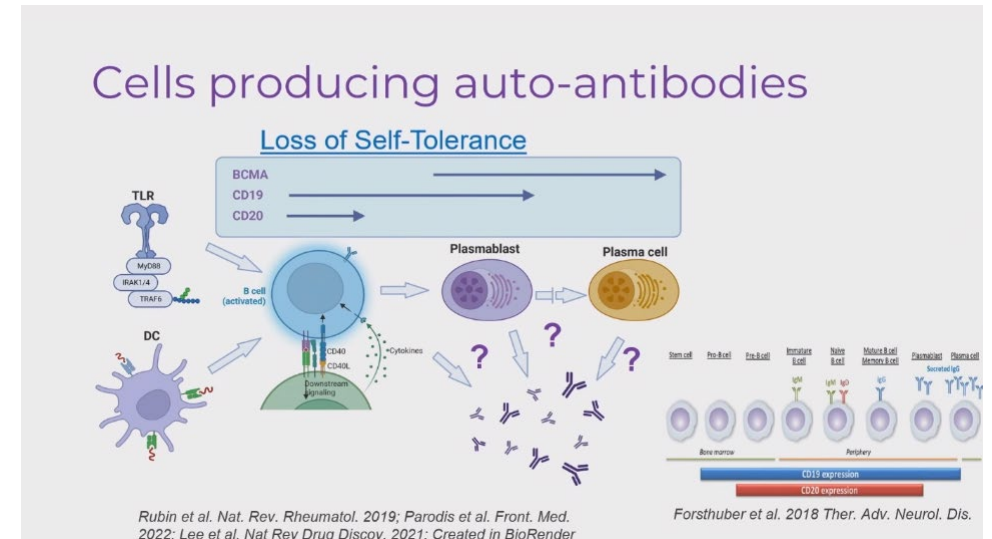 Cells producing auto-antibodies
Loss of Self-Tolerance
BCMA
CD19
CD20
TLR
MyD88
IRAK1/4
TRAF6
DC
B cell
(activated)
CD40
CD40L
Downstream
signaling
Cytokines
Plasmablast
Plasma cell
?
?
?
Stem cell
Pro-B cell
Pre-B cell
Immature
B cell
Naïve
B cell
Mature B cell
Memory B cell
Plasmablast
Plasma cell
Secreted IgG
IgM
IgM
IgD
IgG
Bone marrow
Periphery
CD19 expression
CD20 expression
Rubin et al. Nat. Rev. Rheumatol. 2019; Parodis et al. Front. Med.
2022; Lee et al. Nat Rev Drug Discov. 2021; Created in BioRender
Forsthuber et al. 2018 Ther. Adv. Neurol. Dis.